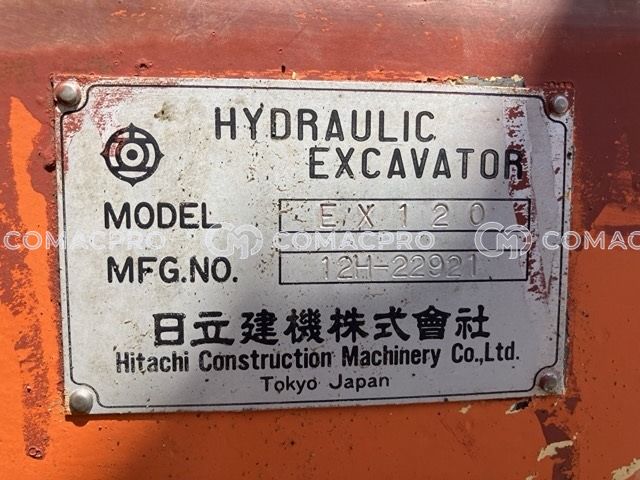 HYDRAULIC
EXCAVATOR
MODEL EX120
MFG.NO. 12H-22921
COMACPRO COMACPRO COMACPRO
日立建機株式會社
Hitachi Construction Machinery Co.,Ltd.
Tokyo Japan